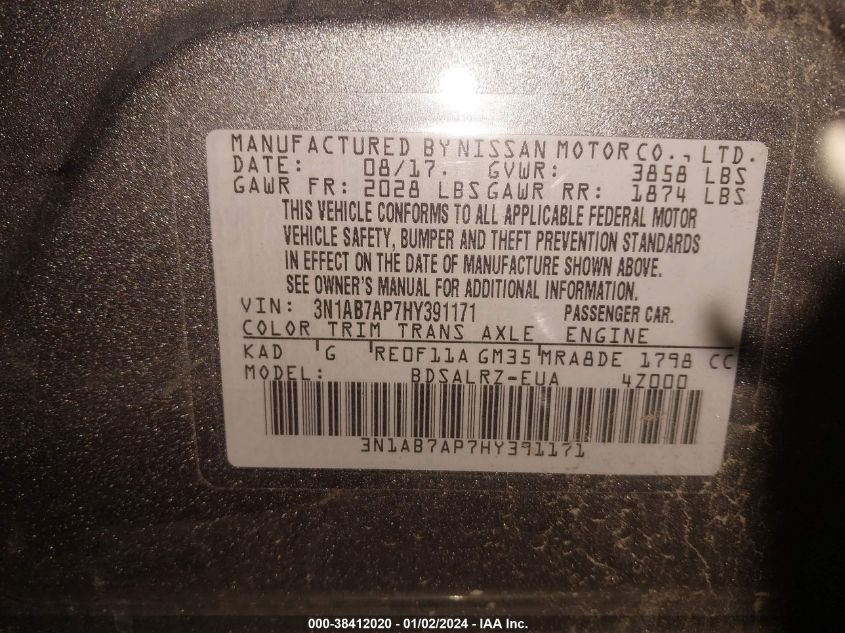 MANUFACTURED BY NISSAN MOTOR CO., LTD.
DATE: 08/17. GVWR: 3858 LBS
GAWR FR: 2028 LBS GAWR RR: 1874 LBS
THIS VEHICLE CONFORMS TO ALL APPLICABLE FEDERAL MOTOR
VEHICLE SAFETY, BUMPER AND THEFT PREVENTION STANDARDS
IN EFFECT ON THE DATE OF MANUFACTURE SHOWN ABOVE.
SEE OWNER'S MANUAL FOR ADDITIONAL INFORMATION.
VIN: 3N1AB7AP7HY391171 PASSENGER CAR.
COLOR TRIM TRANS AXLE ENGINE
KAD G RE0F11A GM35 MRA8DE 1798 CC
MODEL: BDSALRZ-EUA 4Z000
3N1AB7AP7HY391171
000-38412020 - 01/02/2024 - IAA Inc.